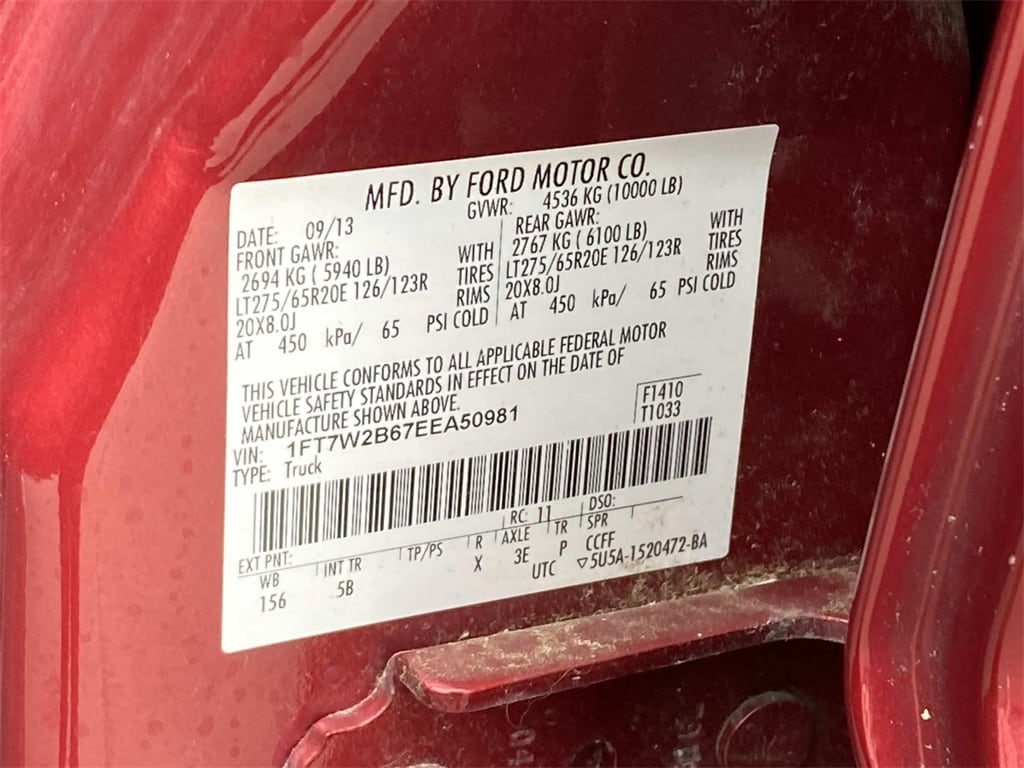 MFD. BY FORD MOTOR CO.
DATE: 09/13 GVWR: 4536 KG (10000 LB)
FRONT GAWR: REAR GAWR:
2694 KG ( 5940 LB) WITH 2767 KG ( 6100 LB) WITH
LT275/65R20E 126/123R TIRES LT275/65R20E 126/123R TIRES
20X8.0J RIMS 20X8.0J RIMS
AT 450 kPa/ 65 PSI COLD AT 450 kPa/ 65 PSI COLD
THIS VEHICLE CONFORMS TO ALL APPLICABLE FEDERAL MOTOR
VEHICLE SAFETY STANDARDS IN EFFECT ON THE DATE OF
MANUFACTURE SHOWN ABOVE.
F1410
VIN: 1FT7W2B67EEA50981 T1033
TYPE: Truck
EXT PNT: RC: 11 DSO:
WB INT TR TP/PS R AXLE TR SPR
156 5B X 3E P CCFF
UTC ▽5U5A-1520472-BA